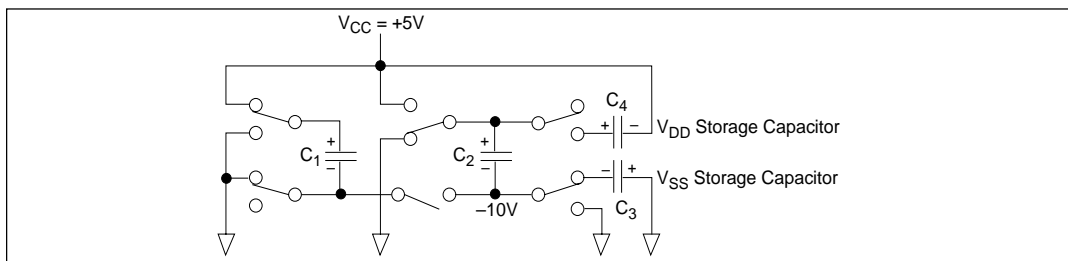 VCC = +5V
C4
+ −
VDD Storage Capacitor
+
C1
−
+
C2
−
− +
VSS Storage Capacitor
−10V
C3